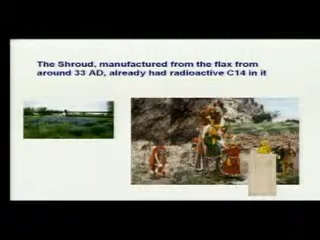 The Shroud, manufactured from the flax from
around 33 AD, already had radioactive C14 in it